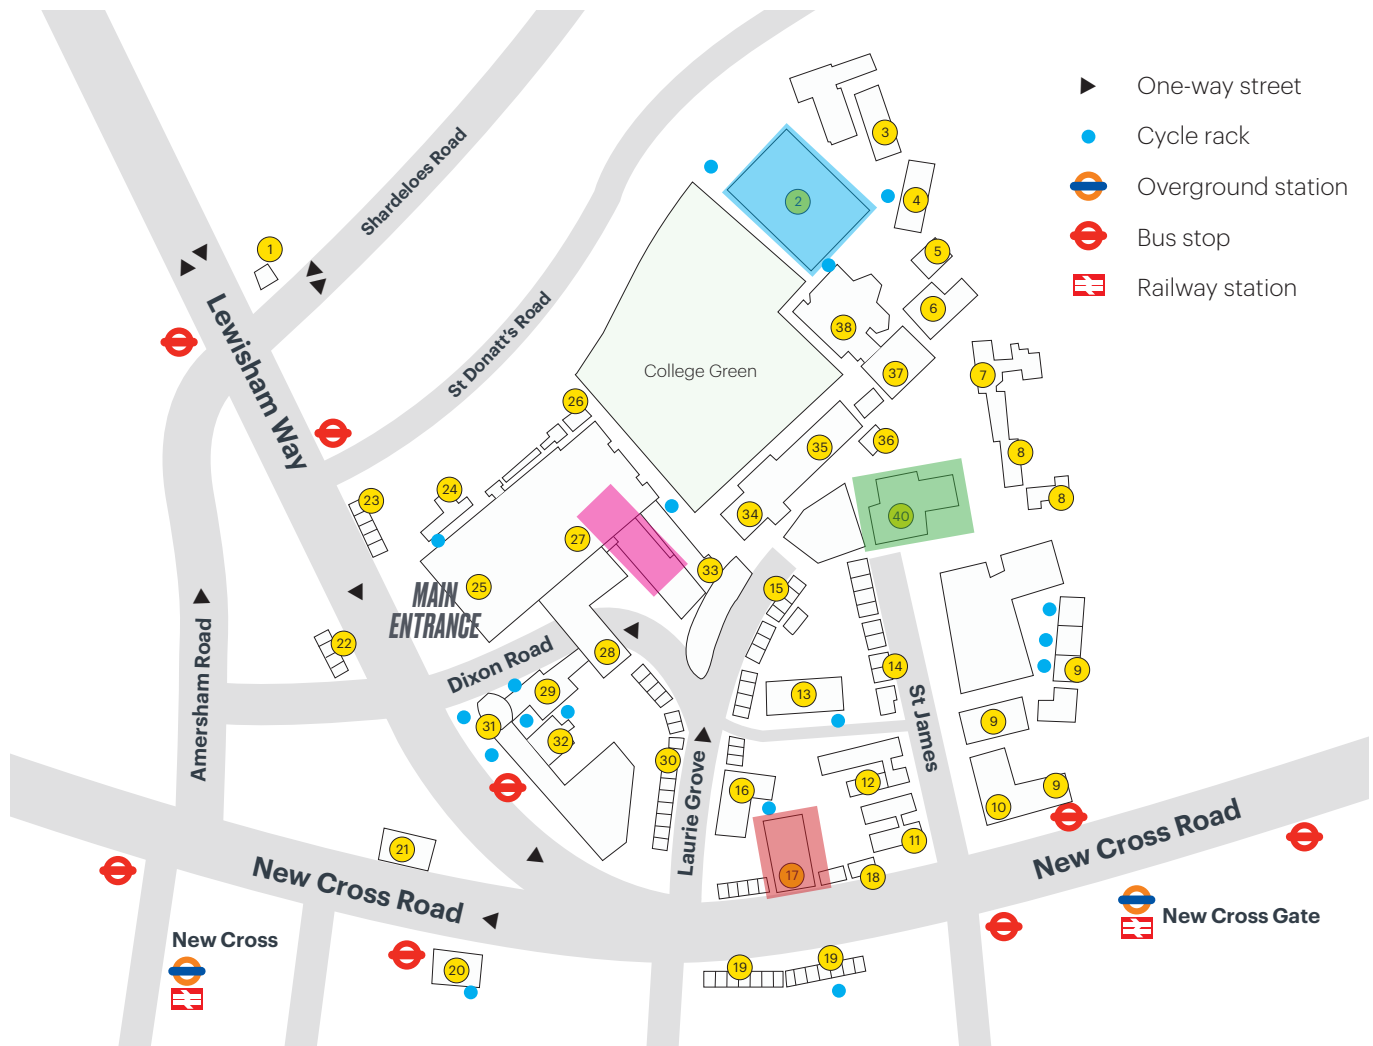 One-way street
Cycle rack
Overground station
Bus stop
Railway station
3
2
4
Shardeloes Road
1
5
6
38
Lewisham Way
St Donatt's Road
College Green
37
7
26
36
35
8
24
23
8
34
40
27
33
25
15
MAIN
ENTRANCE
22
28
Dixon Road
14
9
Amersham Road
29
13
St James
9
31
32
30
12
16
9
10
Laurie Grove
11
21
17
18
New Cross Road
New Cross Road
New Cross Gate
New Cross
20
19
19